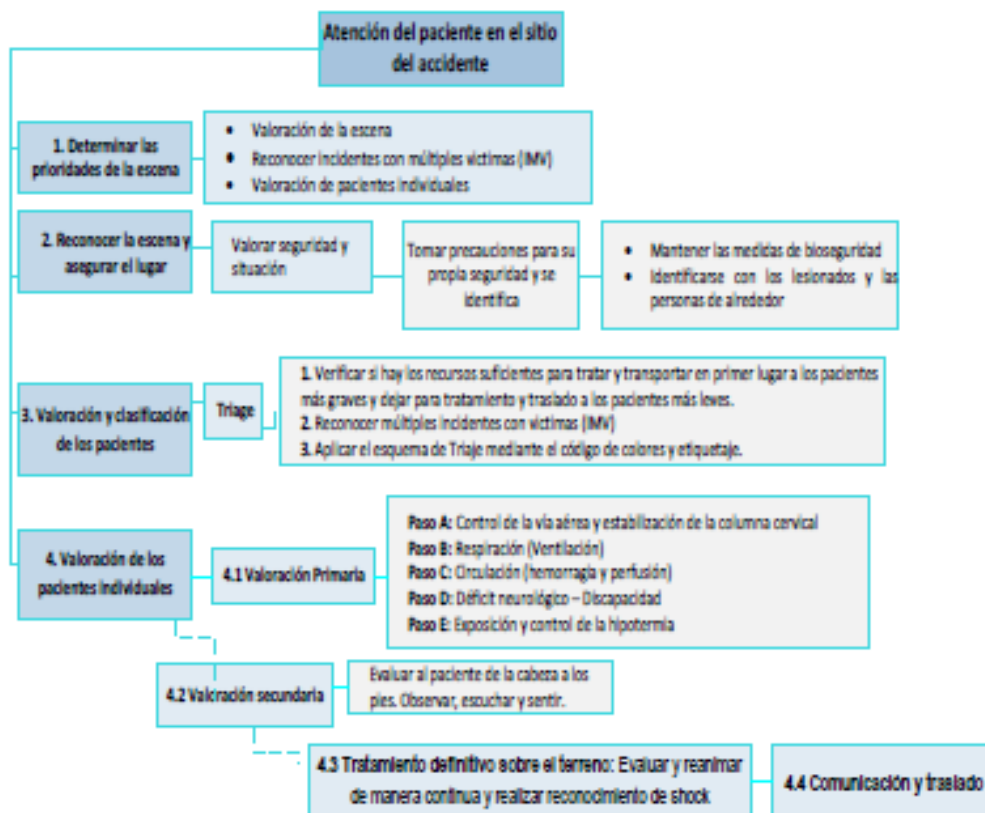 Atención del paciente en el sitio
del accidente
1. Determinar las
prioridades de la escena
• Valoración de la escena
• Reconocer incidentes con múltiples victimas (IMV)
• Valoración de pacientes individuales
2. Reconocer la escena y
asegurar el lugar
Valorar seguridad y
situación
Tomar precauciones para su
propia seguridad y se
identifica
• Mantener las medidas de bioseguridad
• Identificarse con los lesionados y las
personas de alrededor
3. Valoración y clasificación
de los pacientes
Triage
1. Verificar si hay los recursos suficientes para tratar y transportar en primer lugar a los pacientes
más graves y dejar para tratamiento y traslado a los pacientes más leves.
2. Reconocer múltiples incidentes con victimas (IMV)
3. Aplicar el esquema de Triaje mediante el código de colores y etiquetaje.
4. Valoración de los
pacientes individuales
4.1 Valoración Primaria
Paso A: Control de la vía aérea y estabilización de la columna cervical
Paso B: Respiración (Ventilación)
Paso C: Circulación (hemorragia y perfusión)
Paso D: Déficit neurológico – Discapacidad
Paso E: Exposición y control de la hipotermia
4.2 Valoración secundaria
Evaluar al paciente de la cabeza a los
pies. Observar, escuchar y sentir.
4.3 Tratamiento definitivo sobre el terreno: Evaluar y reanimar
de manera continua y realizar reconocimiento de shock
4.4 Comunicación y traslado